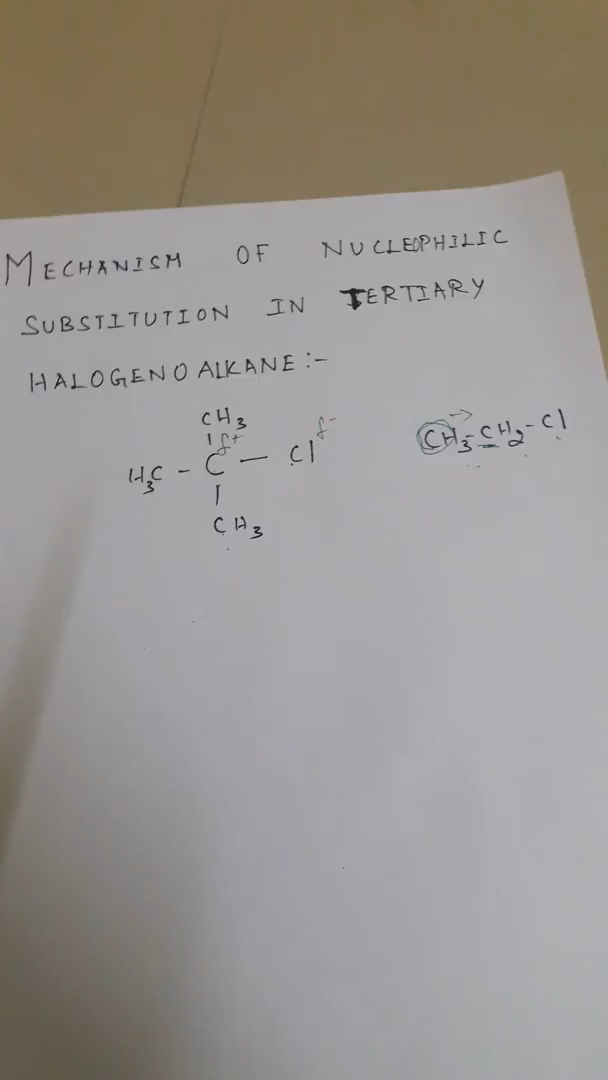 MECHANISM OF NUCLEOPHILIC
SUBSTITUTION IN TERTIARY
HALOGENOALKANE :-
CH3
δ+ δ-
H3C - C — Cl
CH3
CH3-CH2-Cl